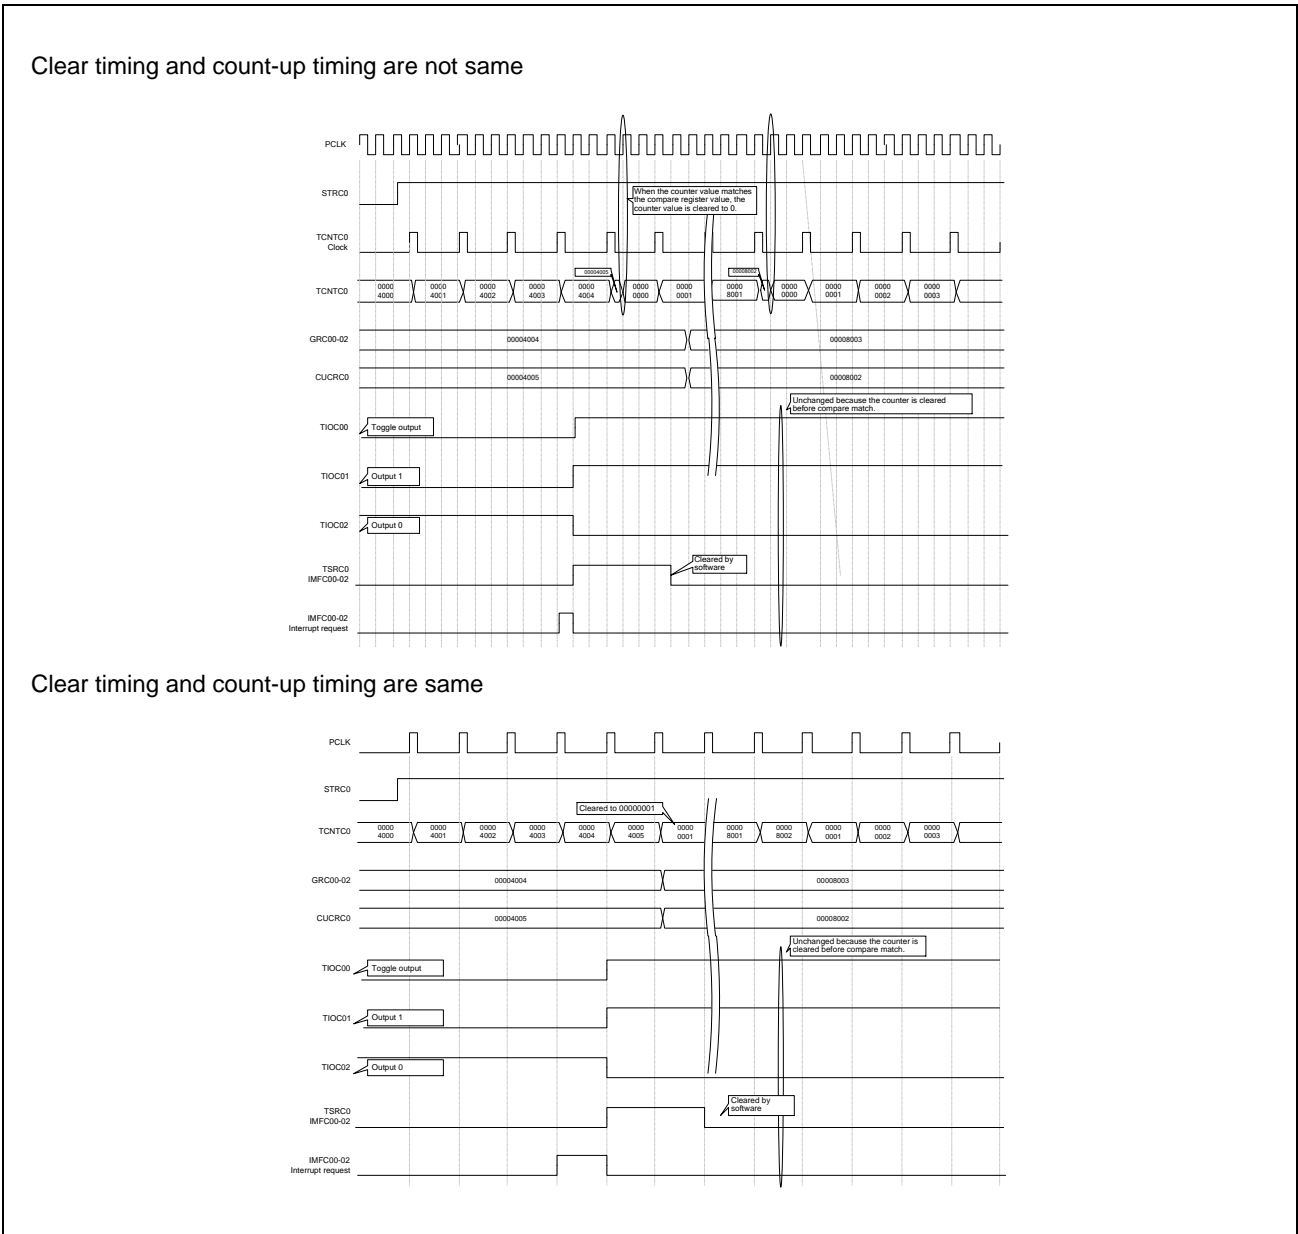 Clear timing and count-up timing are not same
PCLK
STRC0
When the counter value matches
the compare register value, the
counter value is cleared to 0.
TCNTC0
Clock
00004005
00008002
TCNTC0
0000 0000 0000 0000 0000 0000 0000 0000 0000 0000 0000 0000
4000 4001 4002 4003 4004 0000 0001 8001 0000 0001 0002 0003
GRC00-02
00004004
00008003
CUCRC0
00004005
00008002
Unchanged because the counter is cleared
before compare match.
TIOC00
Toggle output
TIOC01
Output 1
TIOC02
Output 0
TSRC0
IMFC00-02
Cleared by
software
IMFC00-02
Interrupt request
Clear timing and count-up timing are same
PCLK
STRC0
Cleared to 00000001
TCNTC0
0000 0000 0000 0000 0000 0000 0000 0000 0000 0000 0000 0000
4000 4001 4002 4003 4004 4005 0001 8001 8002 0001 0002 0003
GRC00-02
00004004
00008003
CUCRC0
00004005
00008002
Unchanged because the counter is
cleared before compare match.
TIOC00
Toggle output
TIOC01
Output 1
TIOC02
Output 0
TSRC0
IMFC00-02
Cleared by
software
IMFC00-02
Interrupt request